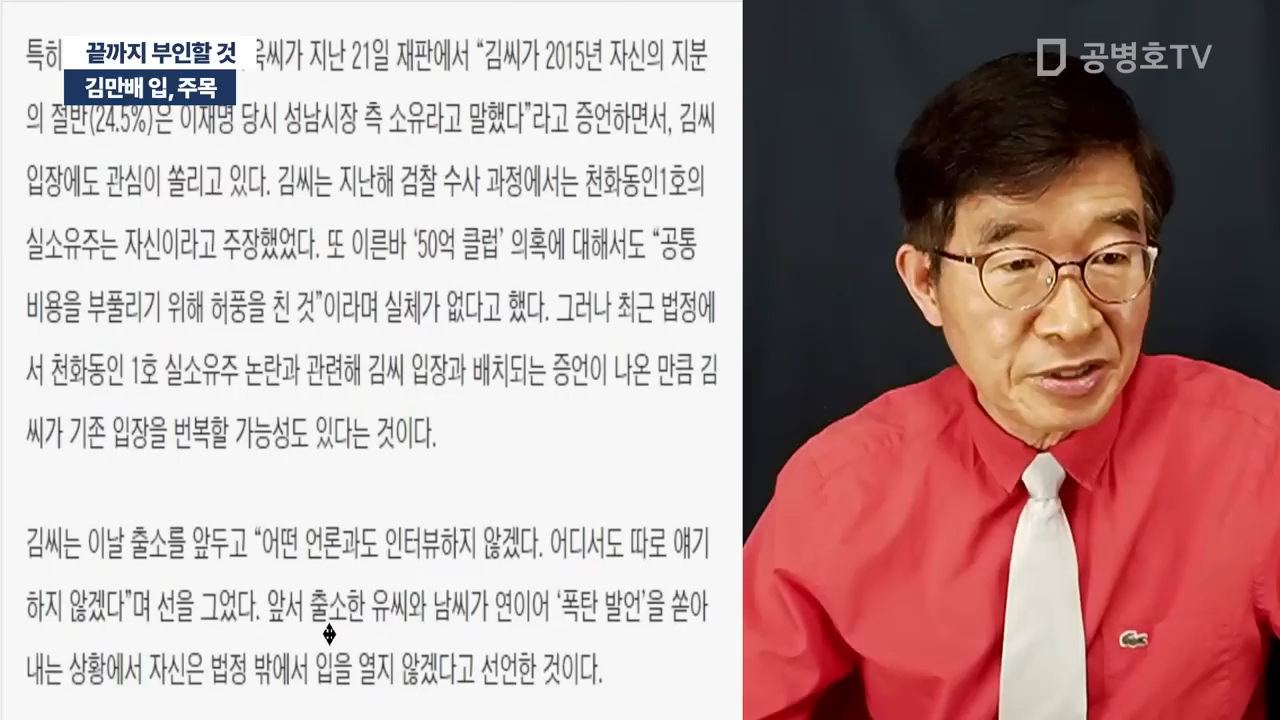 끝까지 부인할 것
김만배 입, 주목
공병호TV
특히 욱씨가 지난 21일 재판에서 “김씨가 2015년 자신의 지분
의 절반(24.5%)은 이재명 당시 성남시장 측 소유라고 말했다”라고 증언하면서, 김씨
입장에도 관심이 쏠리고 있다. 김씨는 지난해 검찰 수사 과정에서는 천화동인1호의
실소유주는 자신이라고 주장했었다. 또 이른바 ‘50억 클럽’ 의혹에 대해서도 “공통
비용을 부풀리기 위해 허풍을 친 것”이라며 실체가 없다고 했다. 그러나 최근 법정에
서 천화동인 1호 실소유주 논란과 관련해 김씨 입장과 배치되는 증언이 나온 만큼 김
씨가 기존 입장을 번복할 가능성도 있다는 것이다.
김씨는 이날 출소를 앞두고 “어떤 언론과도 인터뷰하지 않겠다. 어디서도 따로 얘기
하지 않겠다”며 선을 그었다. 앞서 출소한 유씨와 남씨가 연이어 ‘폭탄 발언’을 쏟아
내는 상황에서 자신은 법정 밖에서 입을 열지 않겠다고 선언한 것이다.